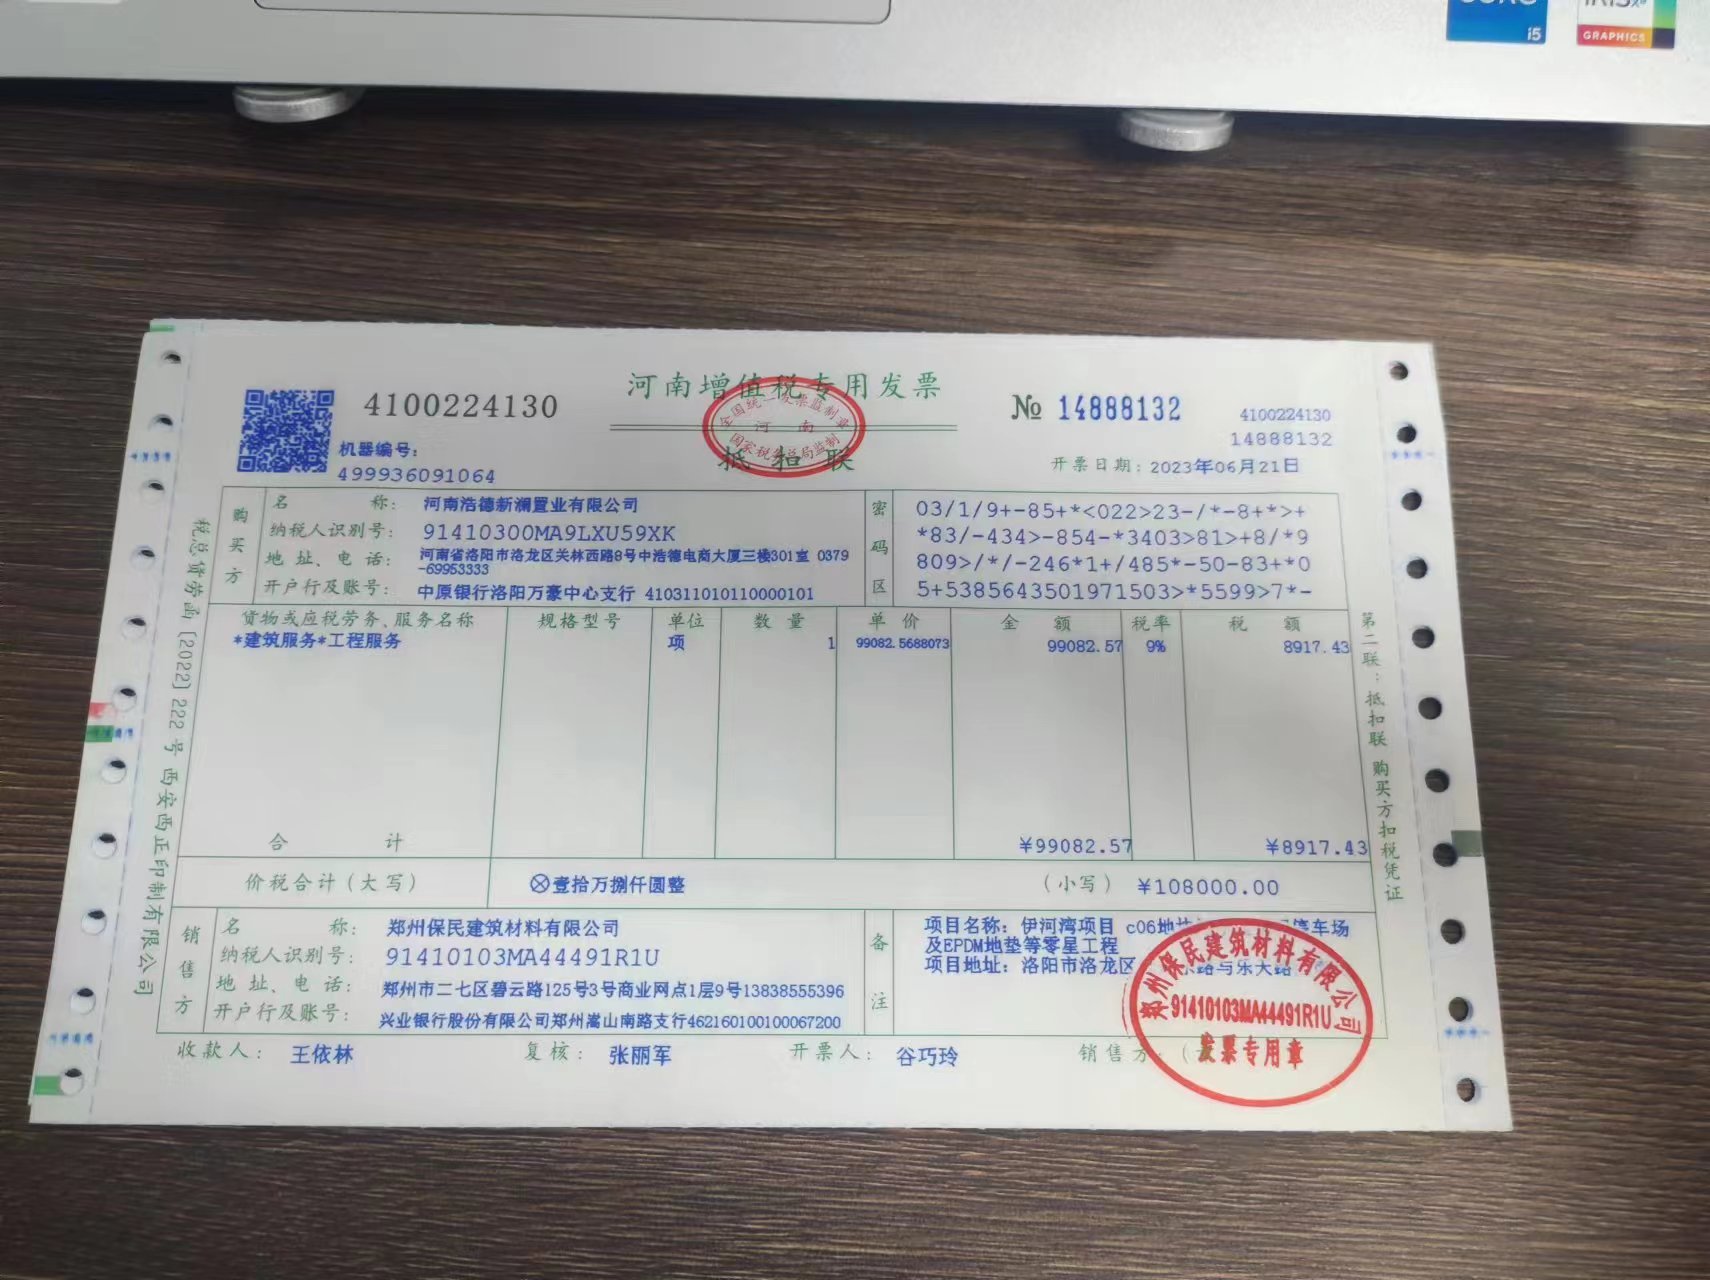 i5
GRAPHICS
河南增值税专用发票
4100224130
№ 14888132
4100224130
14888132
全国统一发票监制章
河南
国家税务总局监制
抵扣联
机器编号:
499936091064
开票日期: 2023年06月21日
购买方
名称: 河南浩德新澜置业有限公司
纳税人识别号: 91410300MA9LXU59XK
地址、电话: 河南省洛阳市洛龙区关林西路8号中浩德电商大厦三楼301室 0379
-69953333
开户行及账号: 中原银行洛阳万豪中心支行 410311010110000101
密码区
03/1/9+-85+*<022>23-/*-8+*>+
*83/-434>-854-*3403>81>+8/*9
809>/*/-246*1+/485*-50-83+*0
5+5385643501971503>*5599>7*-
货物或应税劳务、服务名称 规格型号 单位 数量 单价 金额 税率 税额
*建筑服务*工程服务 项 1 99082.5688073 99082.57 9% 8917.43
合计 ¥99082.57 ¥8917.43
价税合计(大写) ⊗壹拾万捌仟圆整 (小写) ¥108000.00
销售方
名称: 郑州保民建筑材料有限公司
纳税人识别号: 91410103MA44491R1U
地址、电话: 郑州市二七区碧云路125号3号商业网点1层9号13838555396
开户行及账号: 兴业银行股份有限公司郑州嵩山南路支行462160100100067200
备注
项目名称: 伊河湾项目 c06地 停车场
及EPDM地垫等零星工程
项目地址: 洛阳市洛龙区 路与乐天路
郑州保民建筑材料有限公司
91410103MA44491R1U
发票专用章
收款人: 王依林 复核: 张丽军 开票人: 谷巧玲 销售方:(
税总货劳函〔2022〕222号 西安西正印制有限公司
第二联:抵扣联 购买方扣税凭证